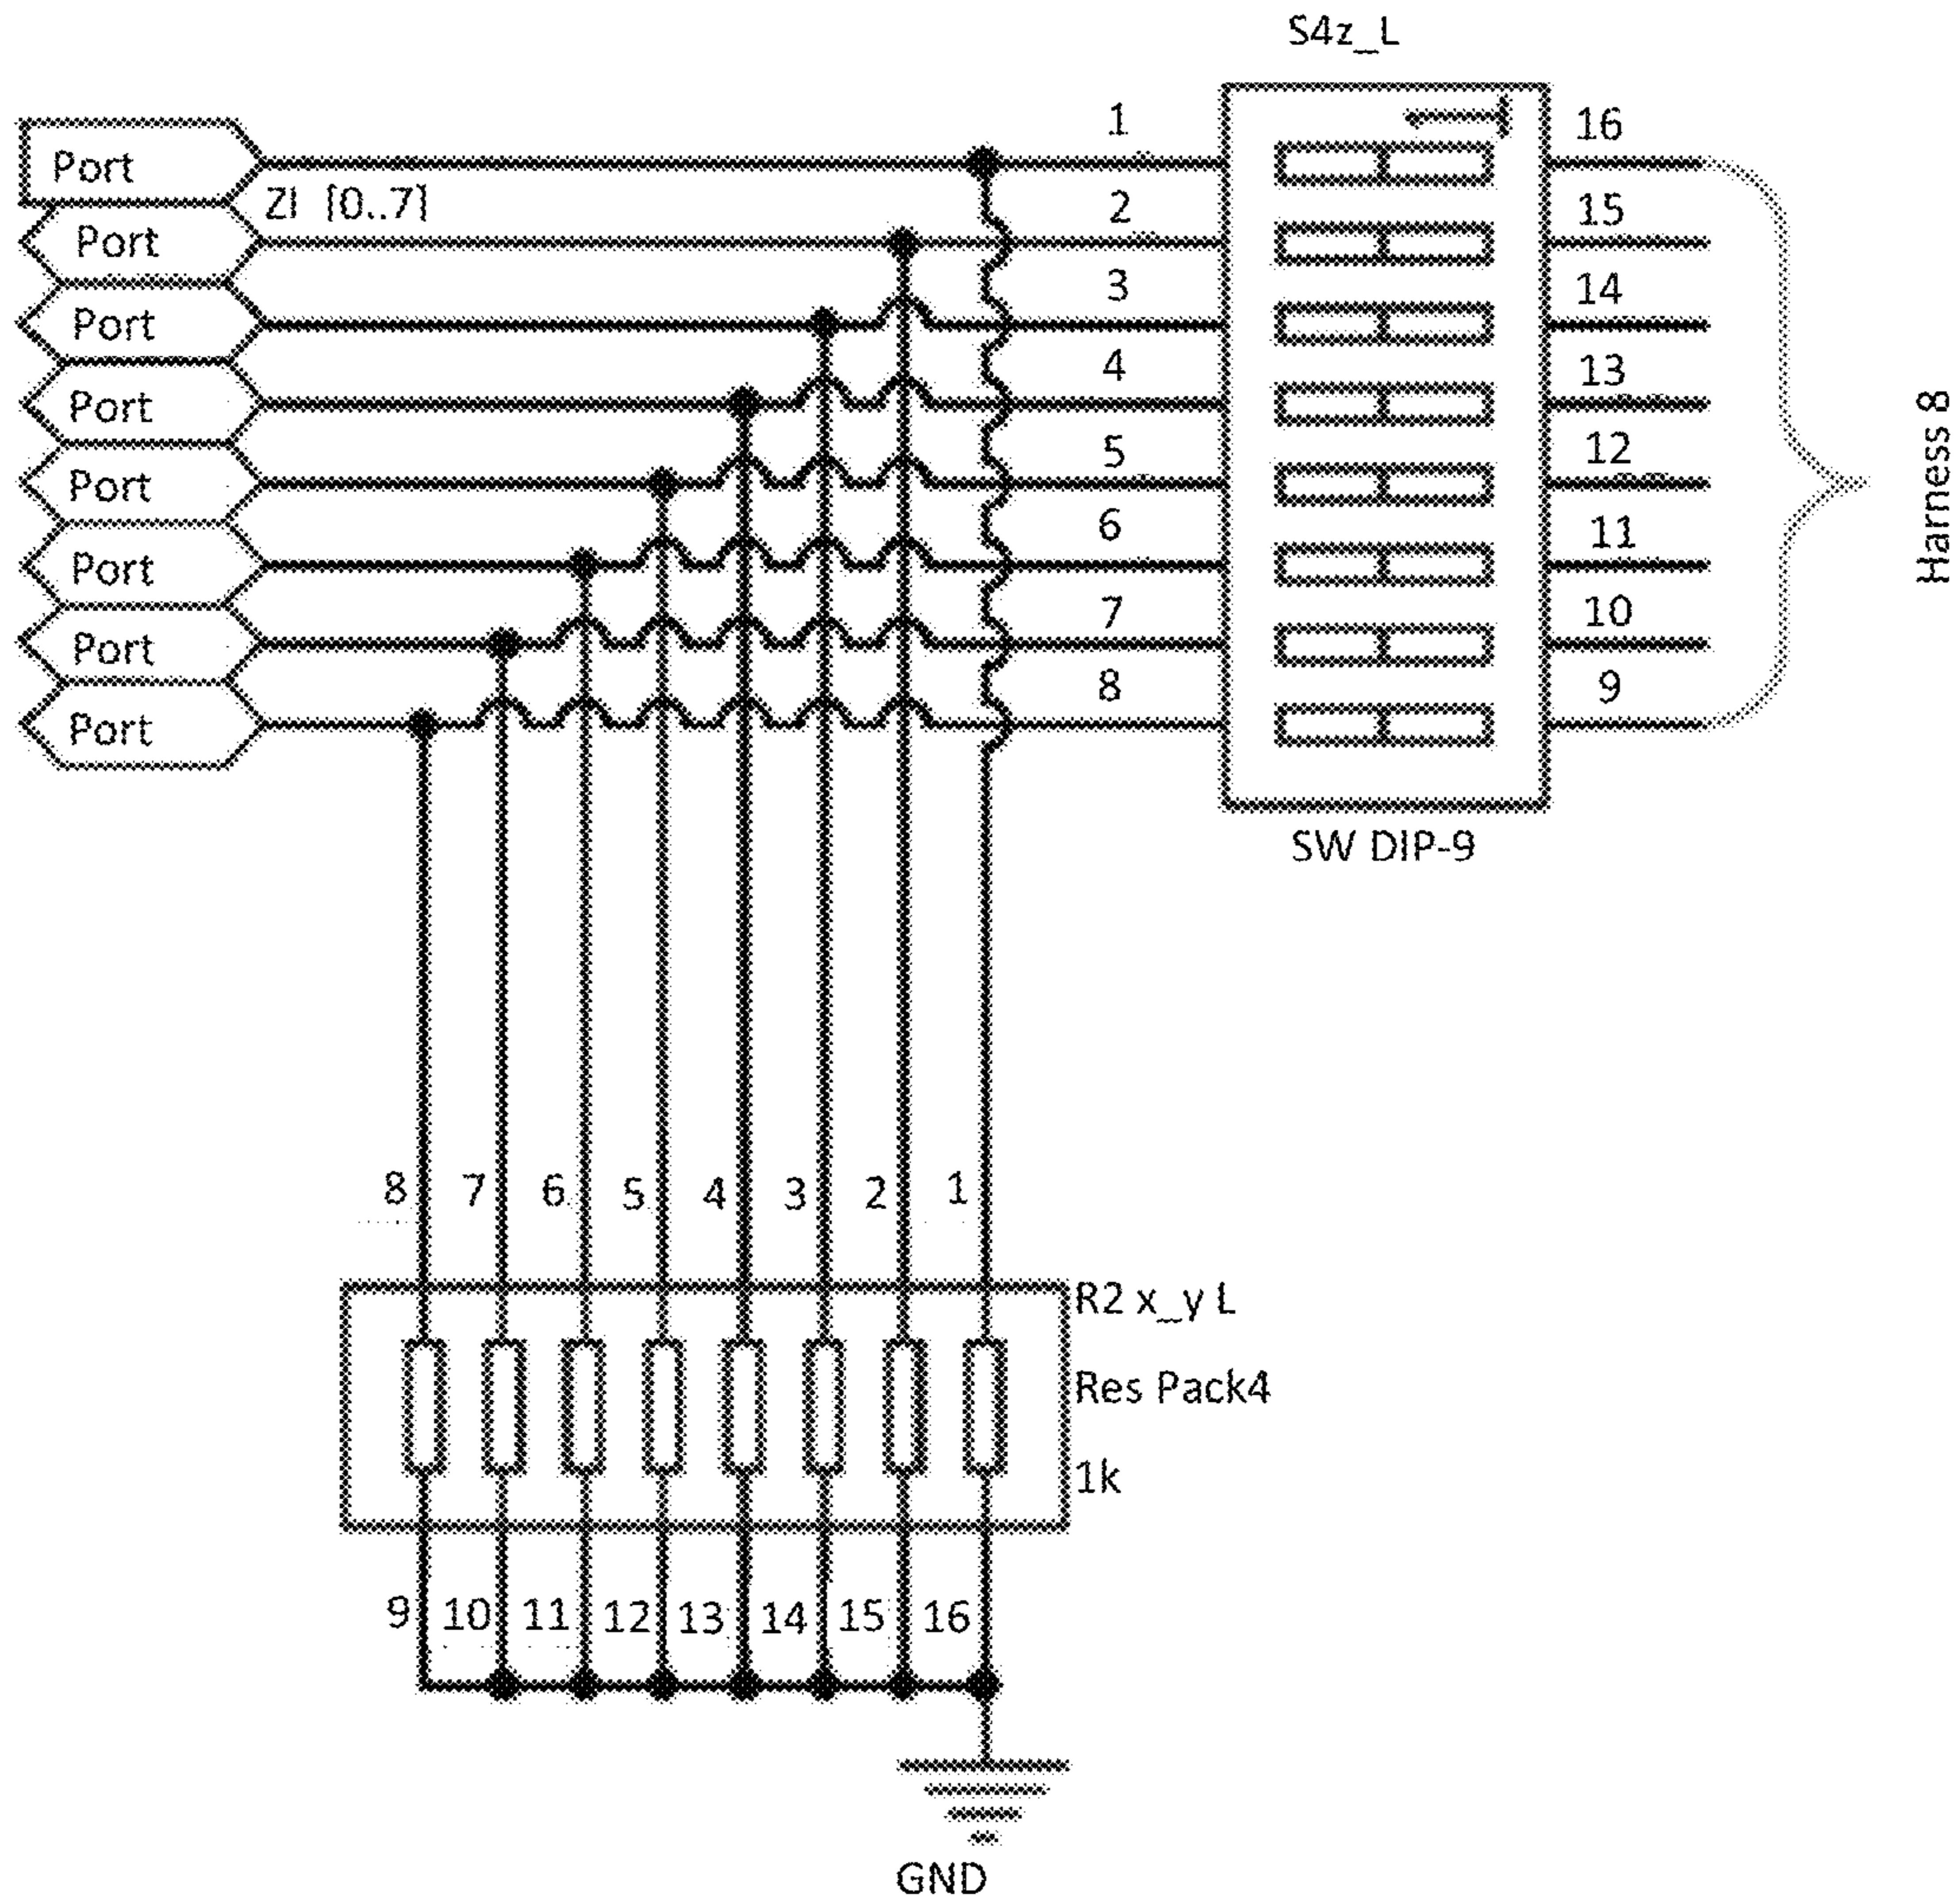 S4z_L
Port
ZI [0..7]
Port
Port
Port
Port
Port
Port
Port
1
2
3
4
5
6
7
8
16
15
14
13
12
11
10
9
Harness 8
SW DIP-9
8 7 6 5 4 3 2 1
R2 x_y L
Res Pack4
1k
9 10 11 12 13 14 15 16
GND